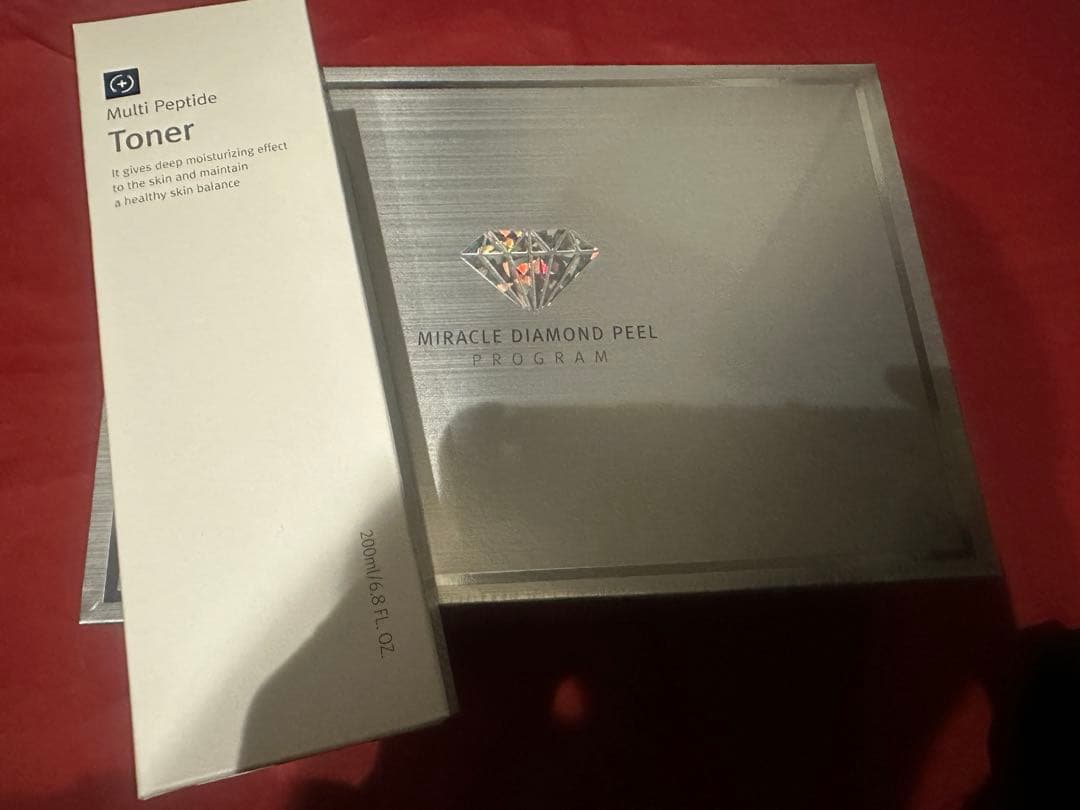 Multi Peptide
Toner
It gives deep moisturizing effect
to the skin and maintain
a healthy skin balance
200ml/6.8 FL. OZ.
MIRACLE DIAMOND PEEL
PROGRAM